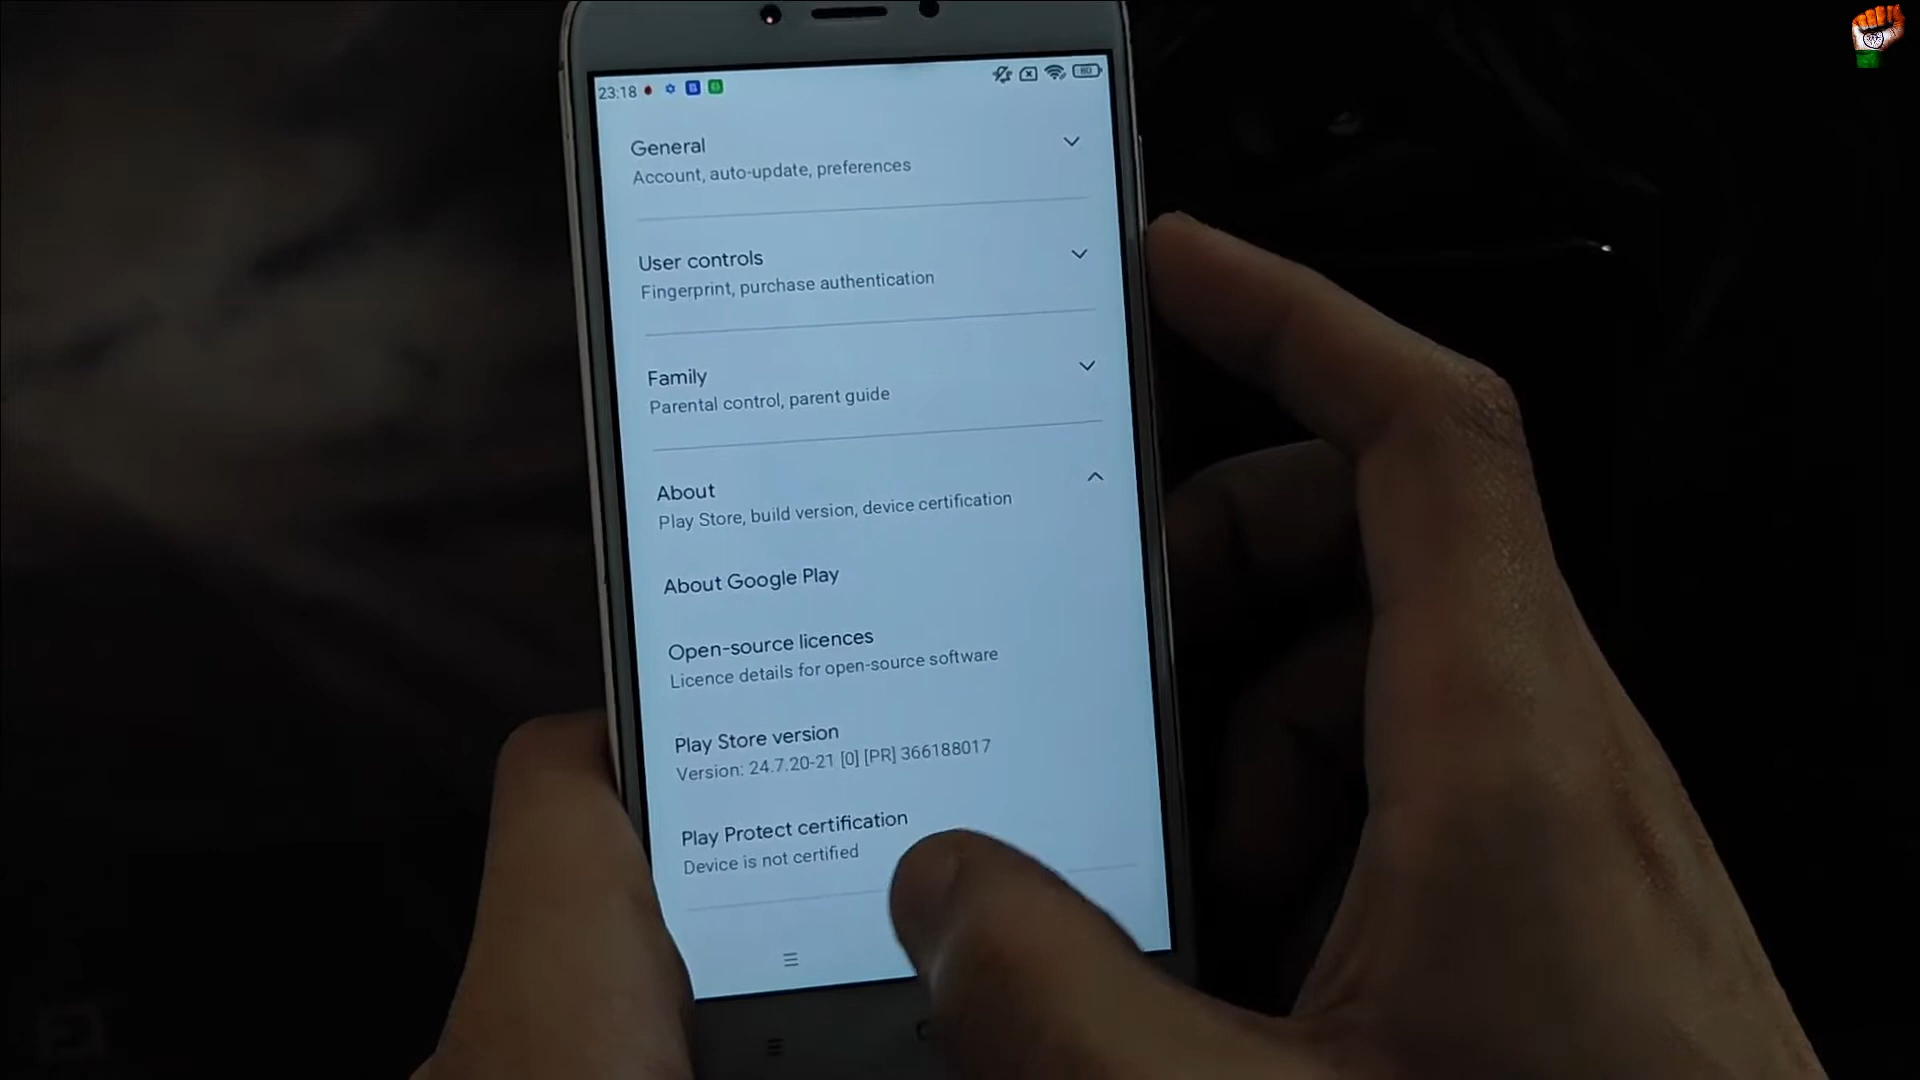 23:18
80
General
Account, auto-update, preferences
User controls
Fingerprint, purchase authentication
Family
Parental control, parent guide
About
Play Store, build version, device certification
About Google Play
Open-source licences
Licence details for open-source software
Play Store version
Version: 24.7.20-21 [0] [PR] 366188017
Play Protect certification
Device is not certified